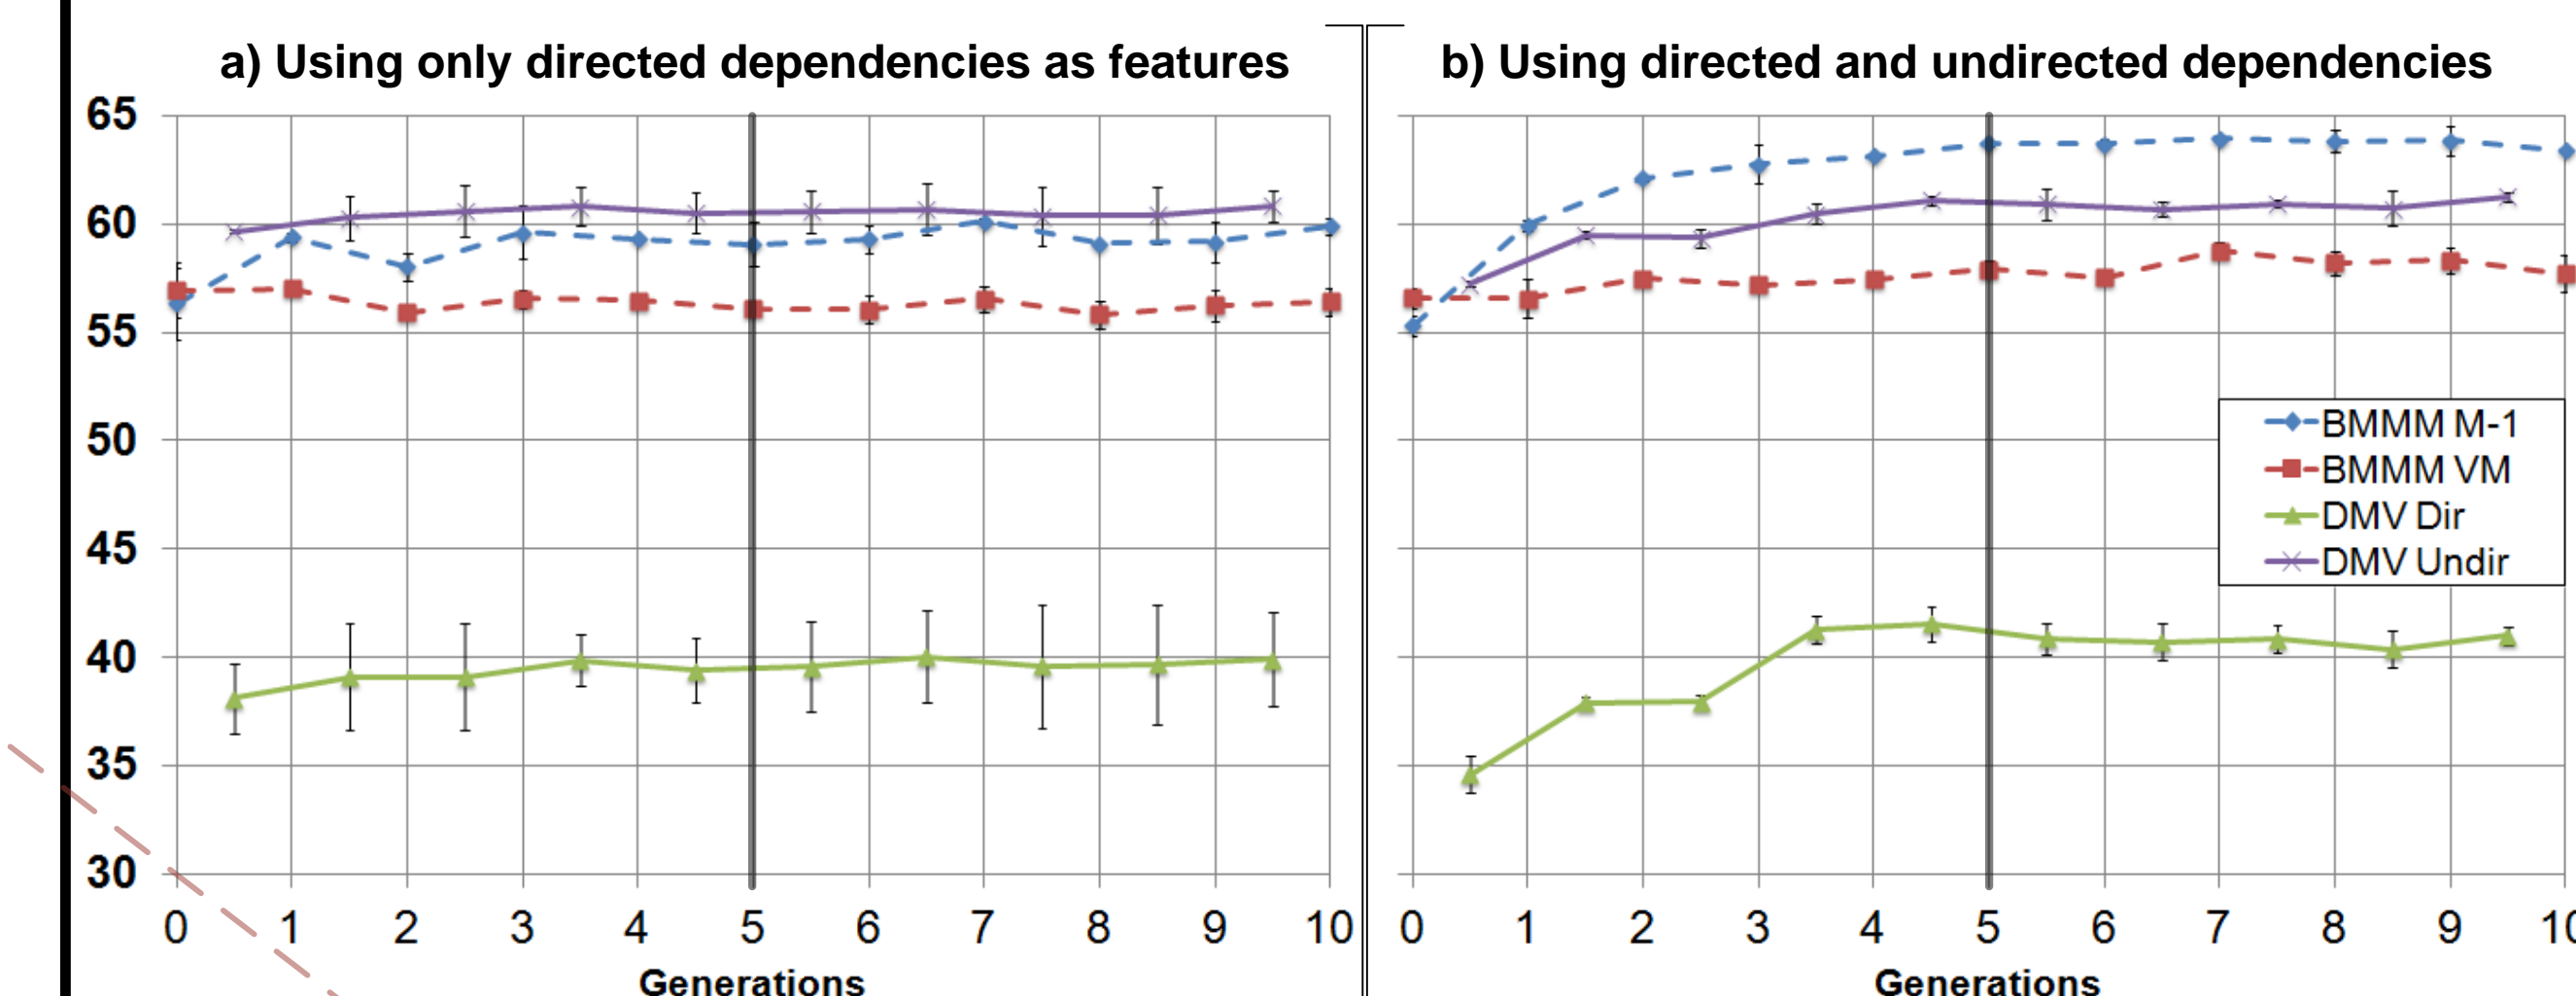 a) Using only directed dependencies as features
65
60
55
50
45
40
35
30
0 1 2 3 4 5 6 7 8 9 10
Generations
b) Using directed and undirected dependencies
BMMM M-1
BMMM VM
DMV Dir
DMV Undir
0 1 2 3 4 5 6 7 8 9 10
Generations